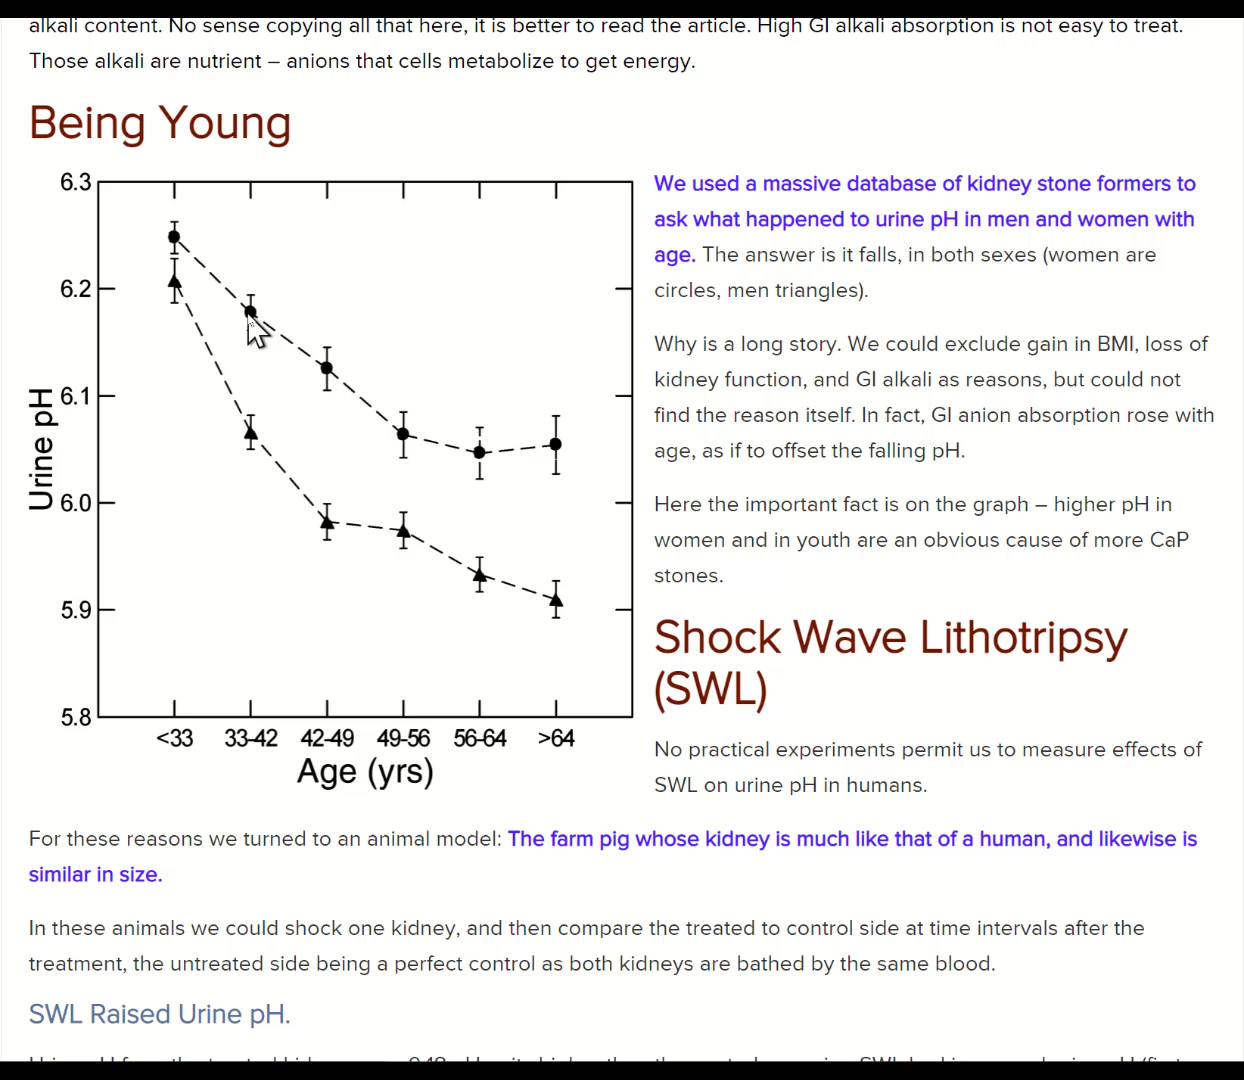 alkali content. No sense copying all that here, it is better to read the article. High GI alkali absorption is not easy to treat.
Those alkali are nutrient – anions that cells metabolize to get energy.
Being Young
6.3
6.2
6.1
6.0
5.9
5.8
Urine pH
<33 33-42 42-49 49-56 56-64 >64
Age (yrs)
We used a massive database of kidney stone formers to
ask what happened to urine pH in men and women with
age. The answer is it falls, in both sexes (women are
circles, men triangles).
Why is a long story. We could exclude gain in BMI, loss of
kidney function, and GI alkali as reasons, but could not
find the reason itself. In fact, GI anion absorption rose with
age, as if to offset the falling pH.
Here the important fact is on the graph – higher pH in
women and in youth are an obvious cause of more CaP
stones.
Shock Wave Lithotripsy
(SWL)
No practical experiments permit us to measure effects of
SWL on urine pH in humans.
For these reasons we turned to an animal model: The farm pig whose kidney is much like that of a human, and likewise is
similar in size.
In these animals we could shock one kidney, and then compare the treated to control side at time intervals after the
treatment, the untreated side being a perfect control as both kidneys are bathed by the same blood.
SWL Raised Urine pH.